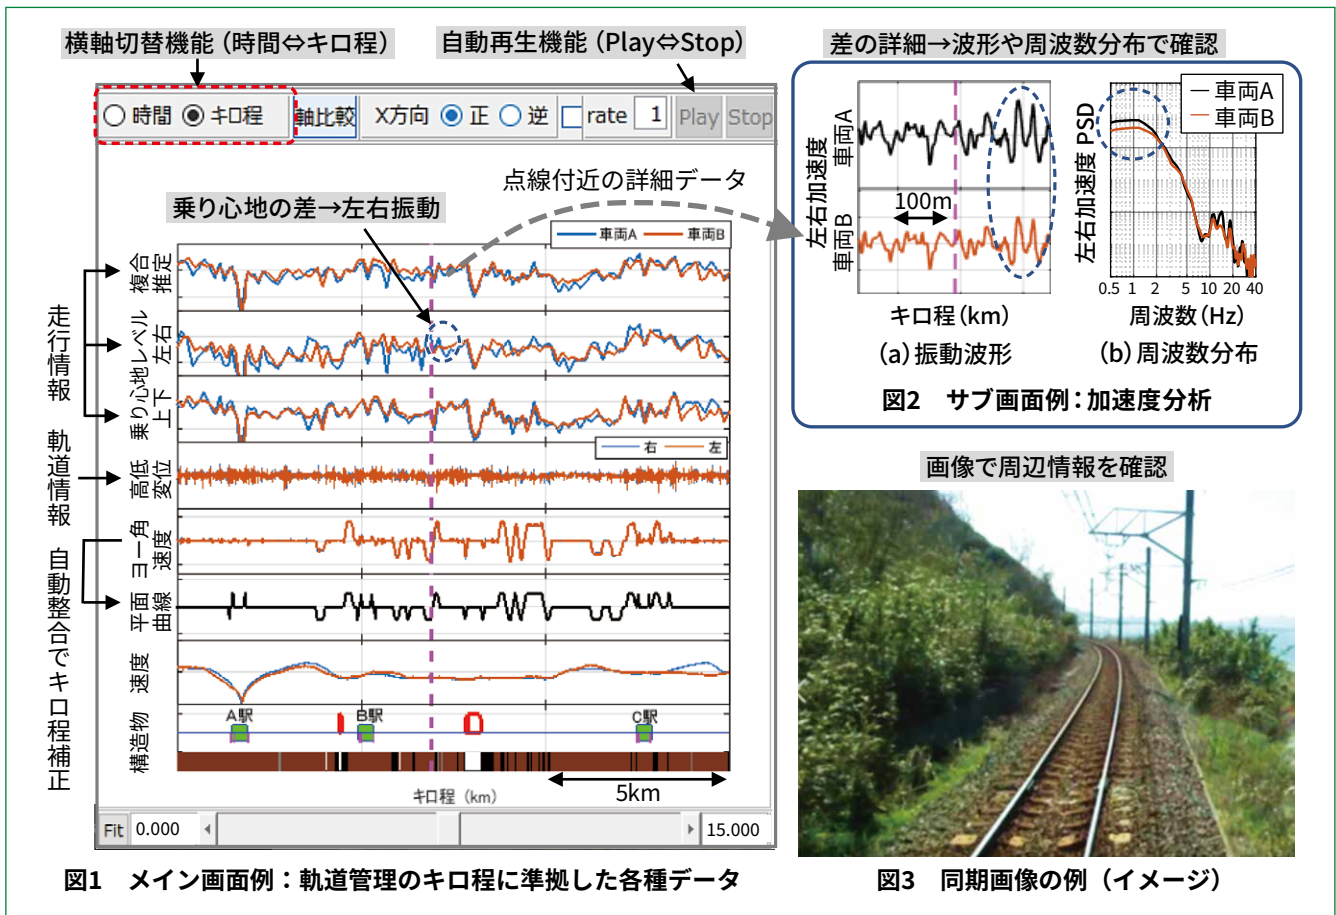 横軸切替機能（時間⇔キロ程）
自動再生機能（Play⇔Stop）
時間 キロ程 軸比較 X方向 正 逆 rate 1 Play Stop
点線付近の詳細データ
乗り心地の差→左右振動
車両A 車両B
走行情報
軌道情報
自動整合でキロ程補正
乗り心地レベル
複合推定
左右
上下
右 左
高低変位
ヨー角速度
平面曲線
速度
構造物
A駅 B駅 C駅
キロ程（km）
5km
Fit 0.000 15.000
図1　メイン画面例：軌道管理のキロ程に準拠した各種データ
差の詳細→波形や周波数分布で確認
左右加速度
車両A
車両B
100m
キロ程（km）
（a）振動波形
左右加速度 PSD
車両A
車両B
0.5 1 2 5 10 20 40
周波数（Hz）
（b）周波数分布
図2　サブ画面例：加速度分析
画像で周辺情報を確認
図3　同期画像の例（イメージ）